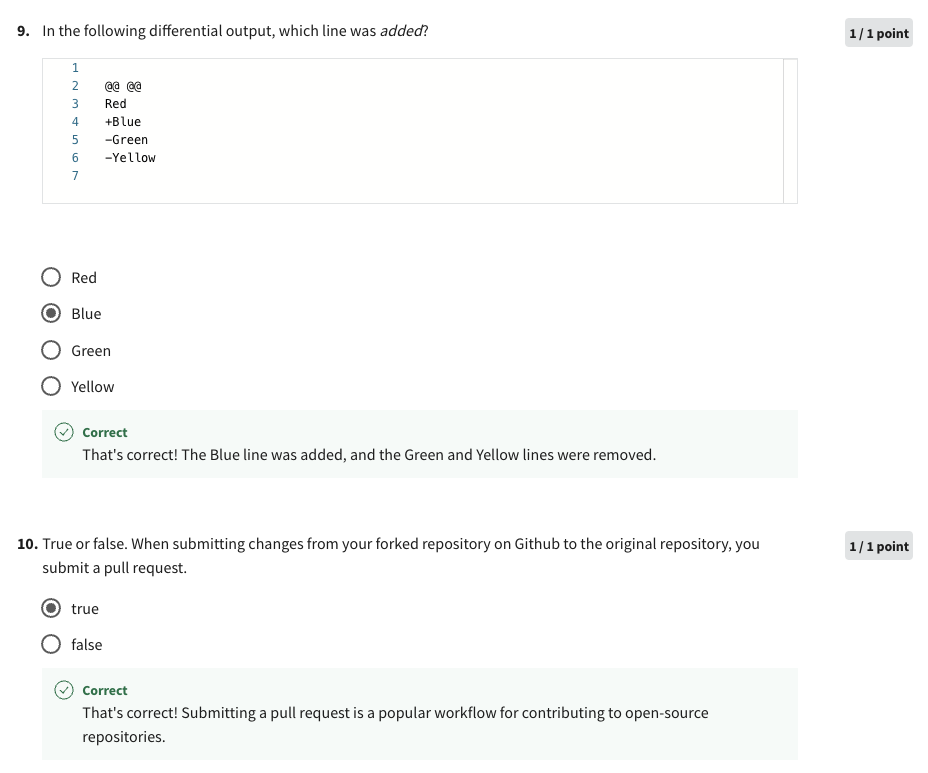 9. In the following differential output, which line was added?
1 / 1 point
1
2 @@ @@
3 Red
4 +Blue
5 -Green
6 -Yellow
7
Red
Blue
Green
Yellow
Correct
That's correct! The Blue line was added, and the Green and Yellow lines were removed.
10. True or false. When submitting changes from your forked repository on Github to the original repository, you
submit a pull request.
1 / 1 point
true
false
Correct
That's correct! Submitting a pull request is a popular workflow for contributing to open-source
repositories.